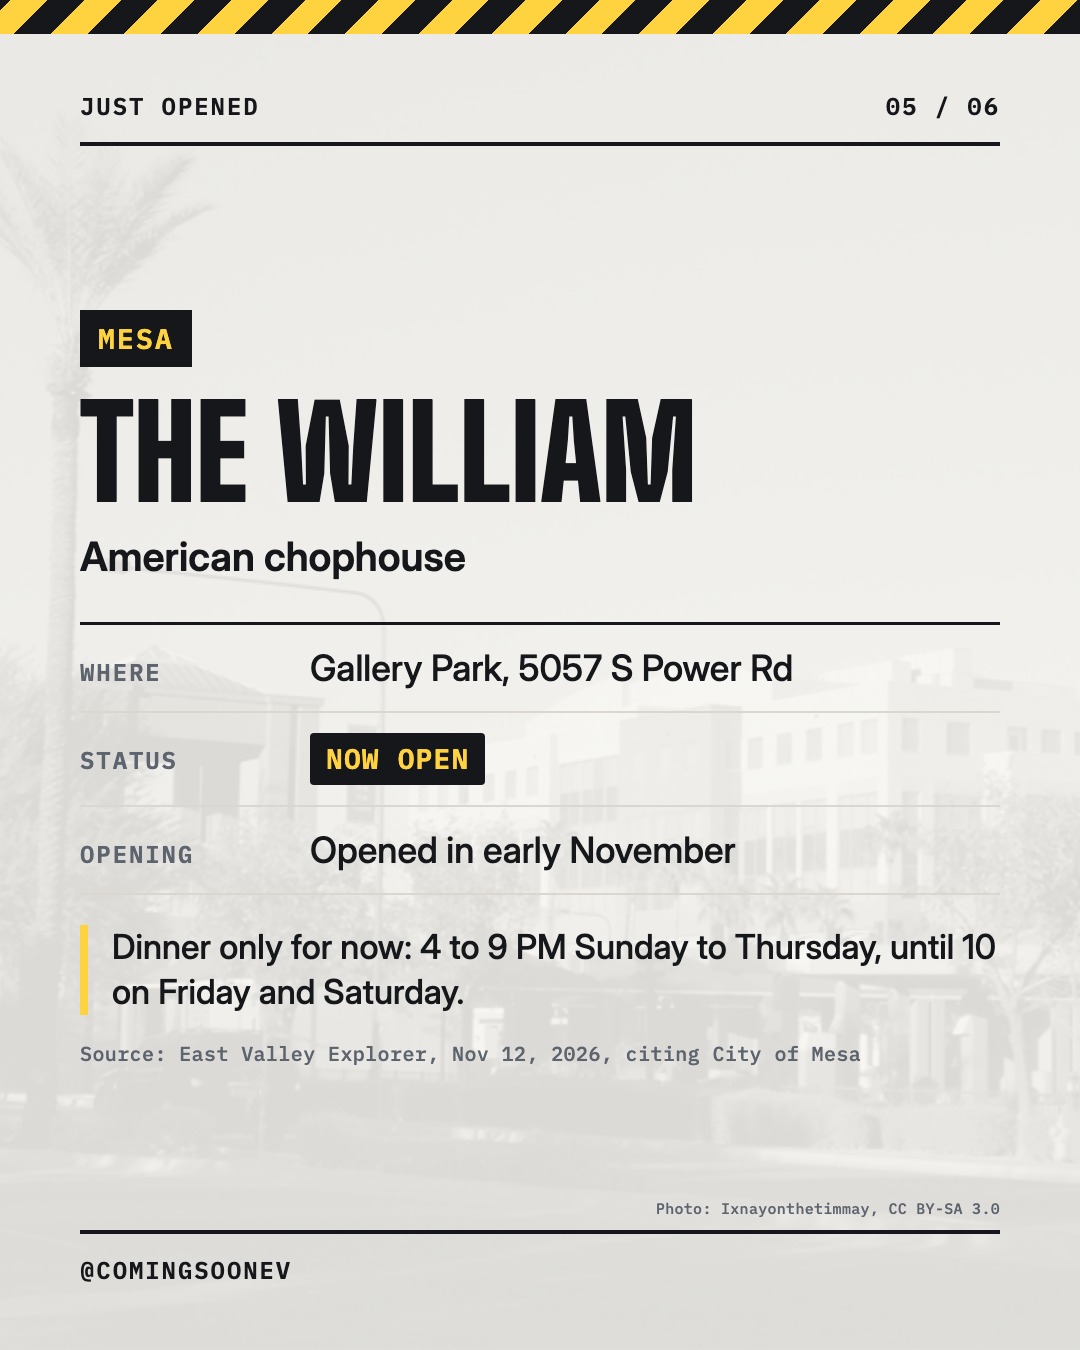 JUST OPENED
05 / 06
MESA
THE WILLIAM
American chophouse
WHERE
Gallery Park, 5057 S Power Rd
STATUS
NOW OPEN
OPENING
Opened in early November
Dinner only for now: 4 to 9 PM Sunday to Thursday, until 10
on Friday and Saturday.
Source: East Valley Explorer, Nov 12, 2026, citing City of Mesa
Photo: Ixnayonthetimmay, CC BY-SA 3.0
@COMINGSOONEV